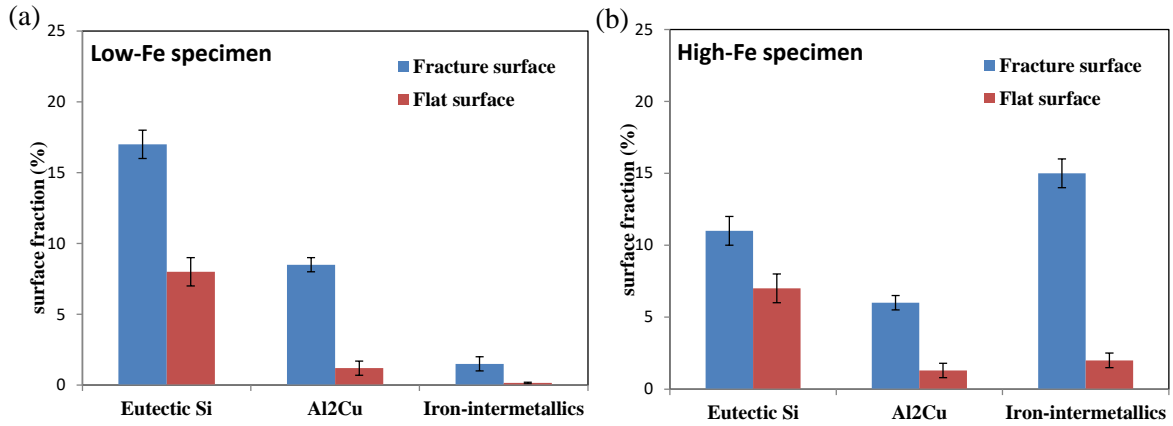 (a)
surface fraction (%)
25
20
15
10
5
0
Low-Fe specimen
Fracture surface
Flat surface
Eutectic Si Al2Cu Iron-intermetallics
(b)
surface fraction (%)
25
20
15
10
5
0
High-Fe specimen
Fracture surface
Flat surface
Eutectic Si Al2Cu Iron-intermetallics